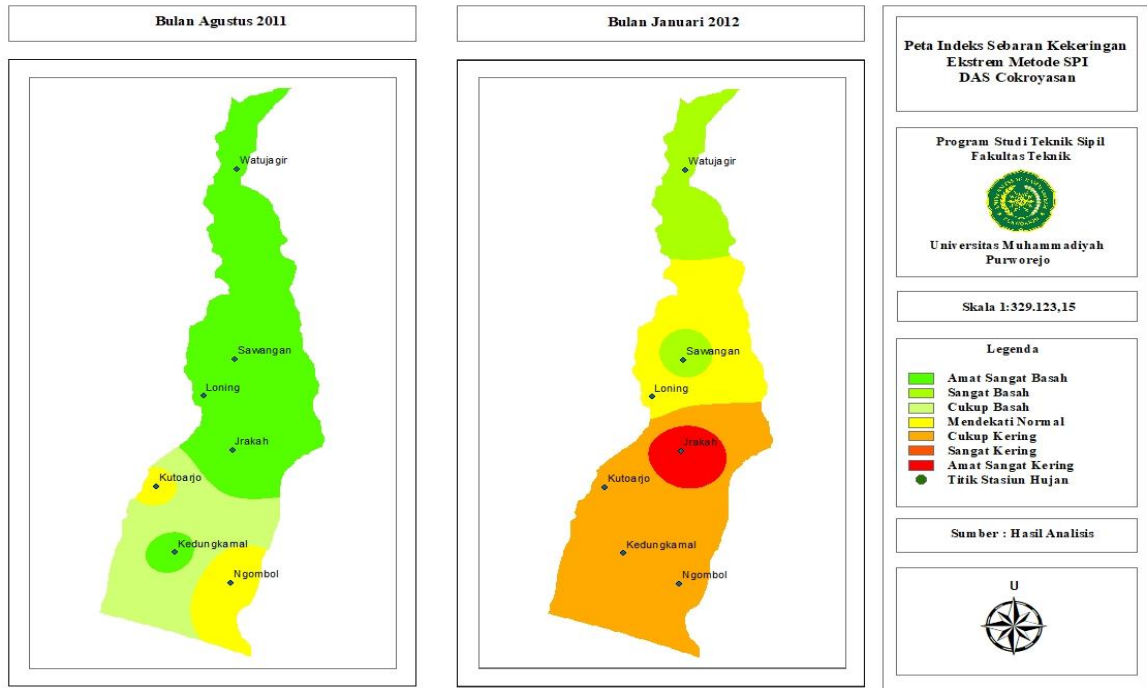 Bulan Agustus 2011
Watujagir
Sawangan
Loning
Jrakah
Kutoarjo
Kedungkamal
Ngombol
Bulan Januari 2012
Watujagir
Sawangan
Loning
Jrakah
Kutoarjo
Kedungkamal
Ngombol
Peta Indeks Sebaran Kekeringan
Ekstrem Metode SPI
DAS Cokroyasan
Program Studi Teknik Sipil
Fakultas Teknik
Universitas Muhammadiyah
Purworejo
Skala 1:329.123,15
Legenda
Amat Sangat Basah
Sangat Basah
Cukup Basah
Mendekati Normal
Cukup Kering
Sangat Kering
Amat Sangat Kering
Titik Stasiun Hujan
Sumber : Hasil Analisis
U